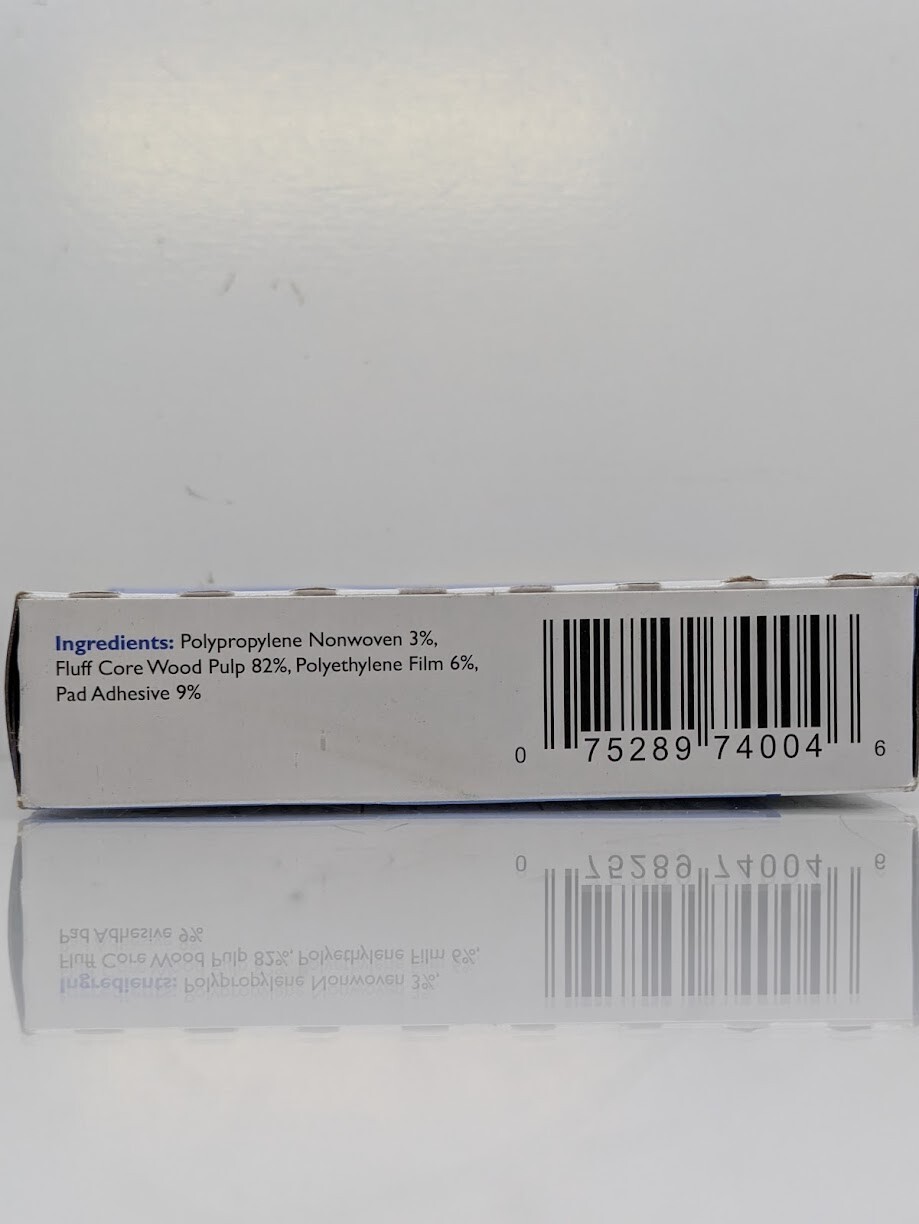 Ingredients: Polypropylene Nonwoven 3%,
Fluff Core Wood Pulp 82%, Polyethylene Film 6%,
Pad Adhesive 9%
0 75289 74004 6